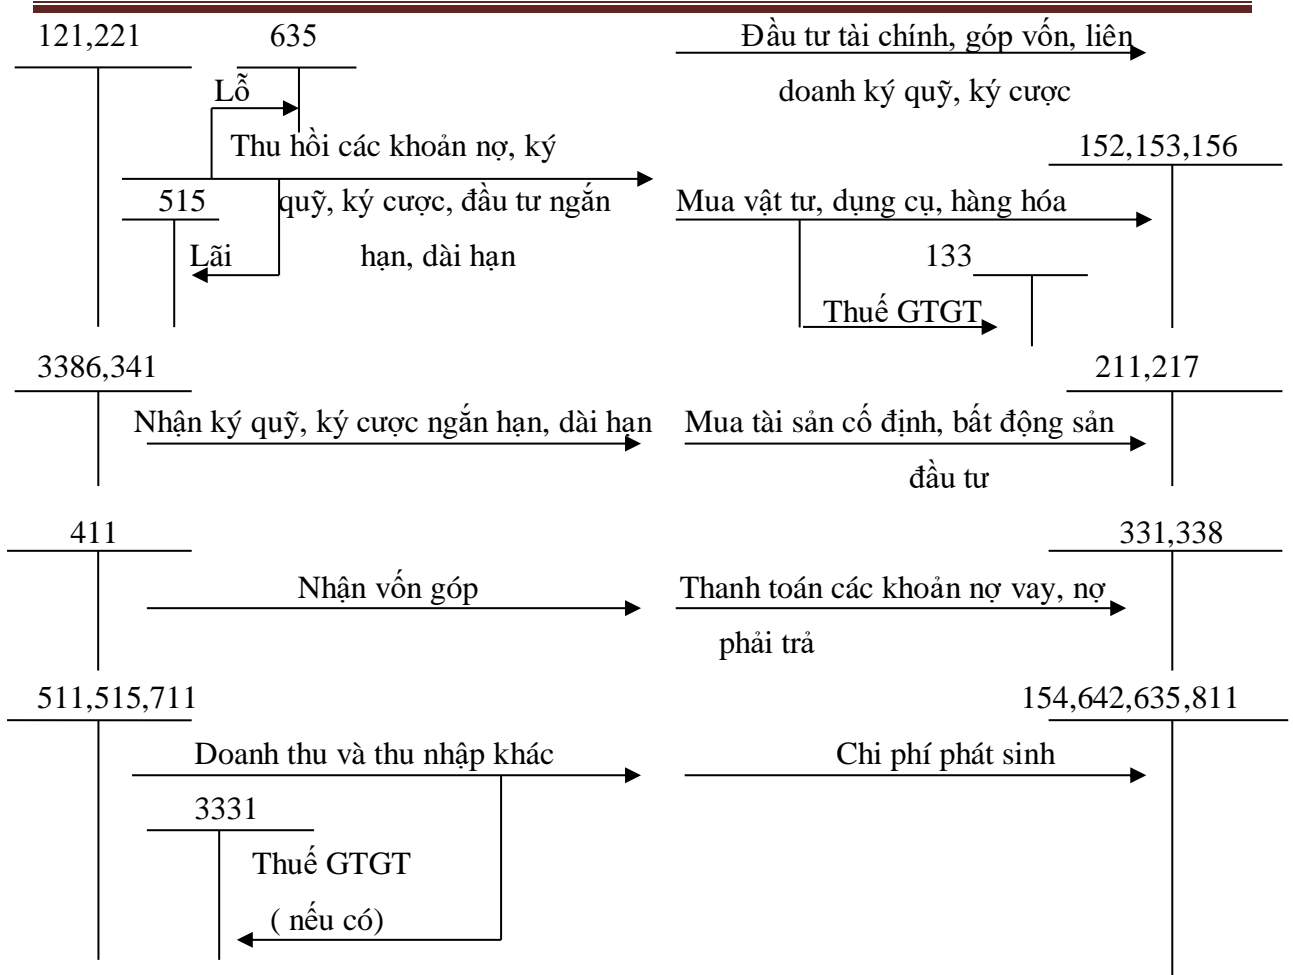 121,221
635
Đầu tư tài chính, góp vốn, liên
doanh ký quỹ, ký cược
Lỗ
Thu hồi các khoản nợ, ký
quỹ, ký cược, đầu tư ngắn
hạn, dài hạn
515
Lãi
152,153,156
Mua vật tư, dụng cụ, hàng hóa
133
Thuế GTGT
3386,341
211,217
Nhận ký quỹ, ký cược ngắn hạn, dài hạn
Mua tài sản cố định, bất động sản
đầu tư
411
331,338
Nhận vốn góp
Thanh toán các khoản nợ vay, nợ
phải trả
511,515,711
154,642,635,811
Doanh thu và thu nhập khác
Chi phí phát sinh
3331
Thuế GTGT
( nếu có)